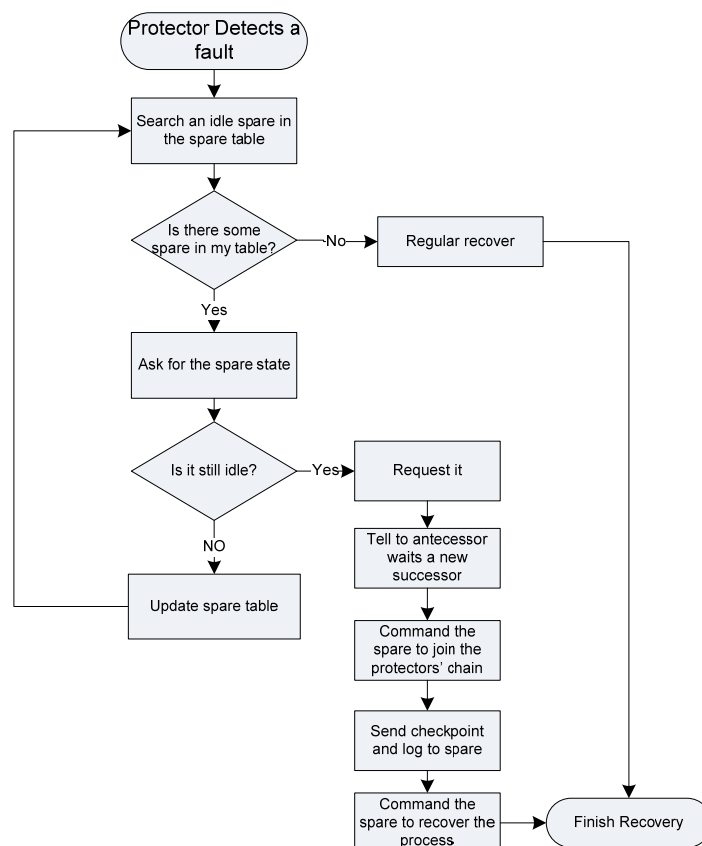 Protector Detects a
fault
Search an idle spare in
the spare table
Is there some
spare in my table?
No
Regular recover
Yes
Ask for the spare state
Is it still idle?
Yes
Request it
Tell to antecessor
waits a new
successor
NO
Update spare table
Command the
spare to join the
protectors' chain
Send checkpoint
and log to spare
Command the
spare to recover the
process
Finish Recovery